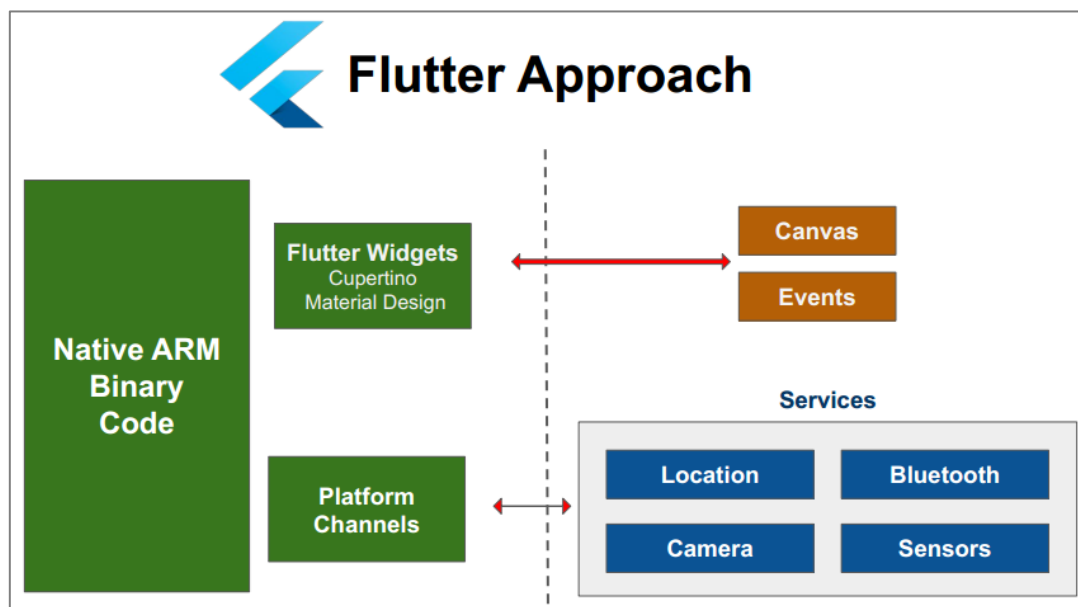 Flutter Approach
Native ARM
Binary
Code
Flutter Widgets
Cupertino
Material Design
Platform
Channels
Canvas
Events
Services
Location
Bluetooth
Camera
Sensors